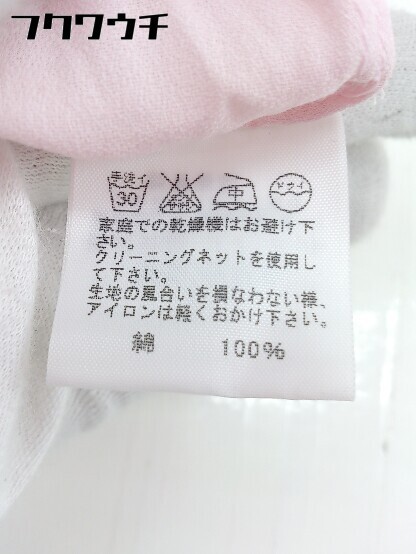 フクワウチ
手洗イ
30
中
ドライ
家庭での乾燥機はお避け下
さい。
クリーニングネットを使用し
て下さい。
生地の風合いを損なわない様、
アイロンは軽くおかけ下さい。
綿 100%